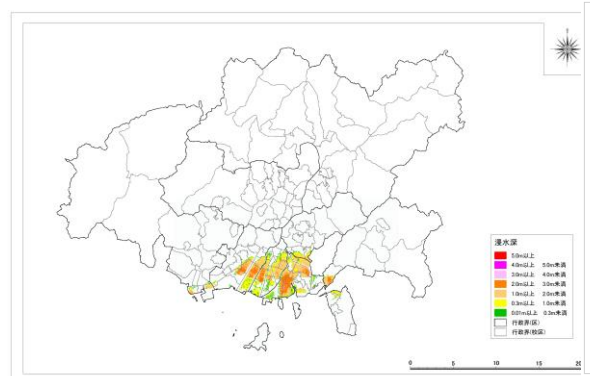 浸水深
5.0m以上
4.0m以上 5.0m未満
3.0m以上 4.0m未満
2.0m以上 3.0m未満
1.0m以上 2.0m未満
0.3m以上 1.0m未満
0.01m以上 0.3m未満
行政界(区)
行政界(校区)
0 5 10 15 20